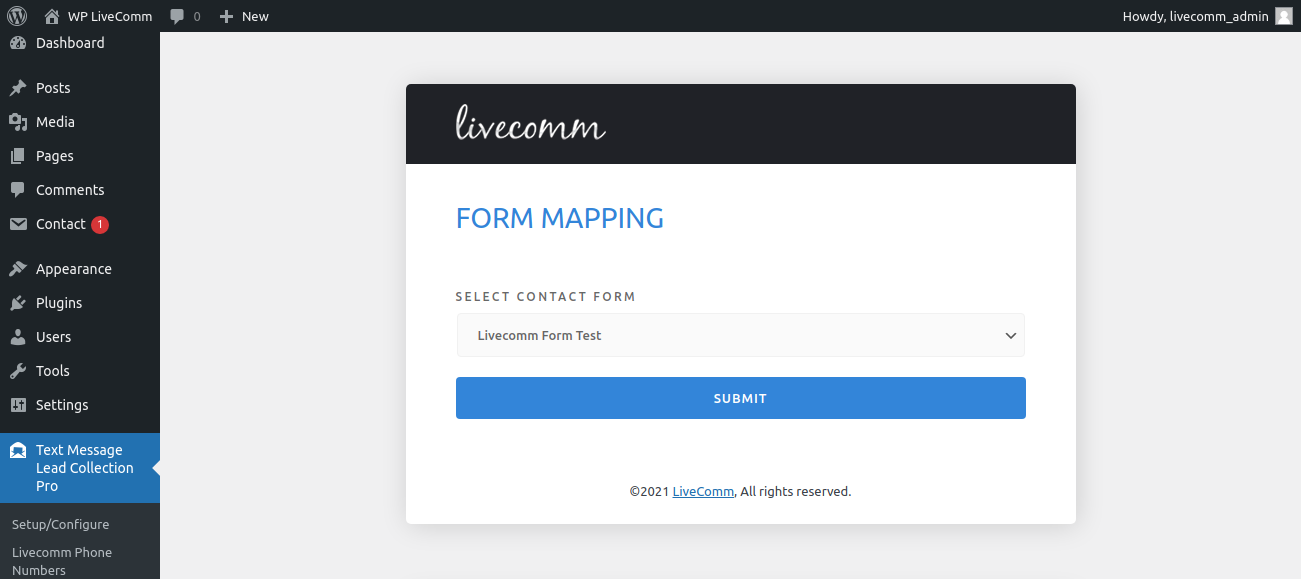 WP LiveComm
0
New
Howdy, livecomm_admin
Dashboard
Posts
Media
Pages
Comments
Contact 1
Appearance
Plugins
Users
Tools
Settings
Text Message
Lead Collection
Pro
Setup/Configure
Livecomm Phone
Numbers
livecomm
FORM MAPPING
SELECT CONTACT FORM
Livecomm Form Test
SUBMIT
©2021 LiveComm, All rights reserved.